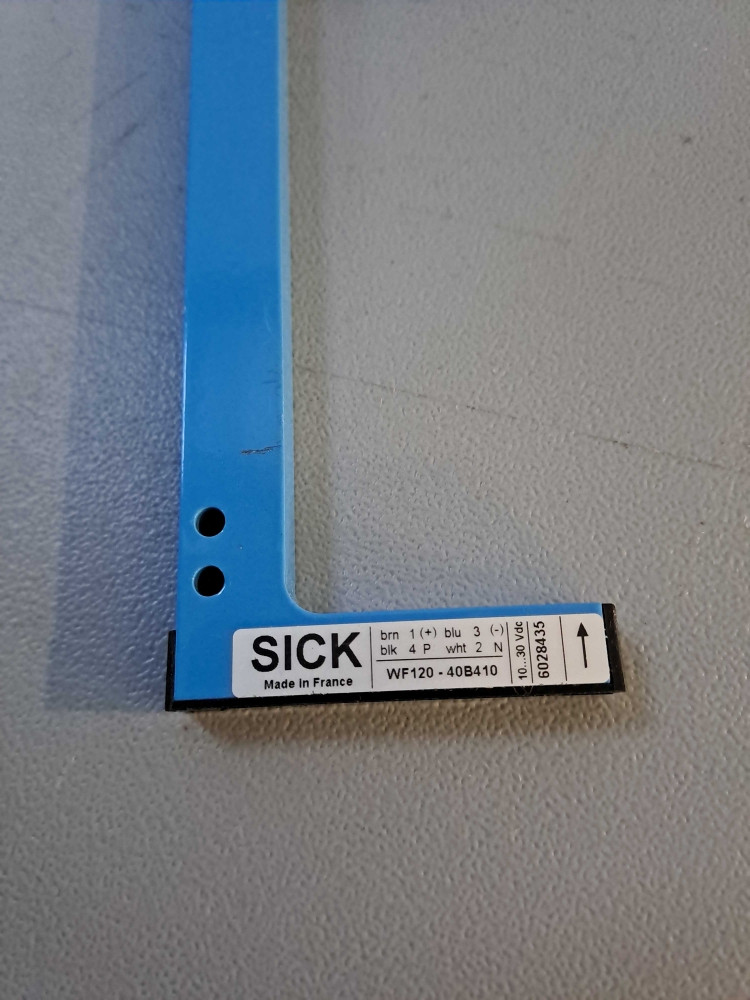 SICK
Made in France
brn 1 (+) blu 3 (-)
blk 4 P wht 2 N
WF120 - 40B410
10...30 Vdc
6028435